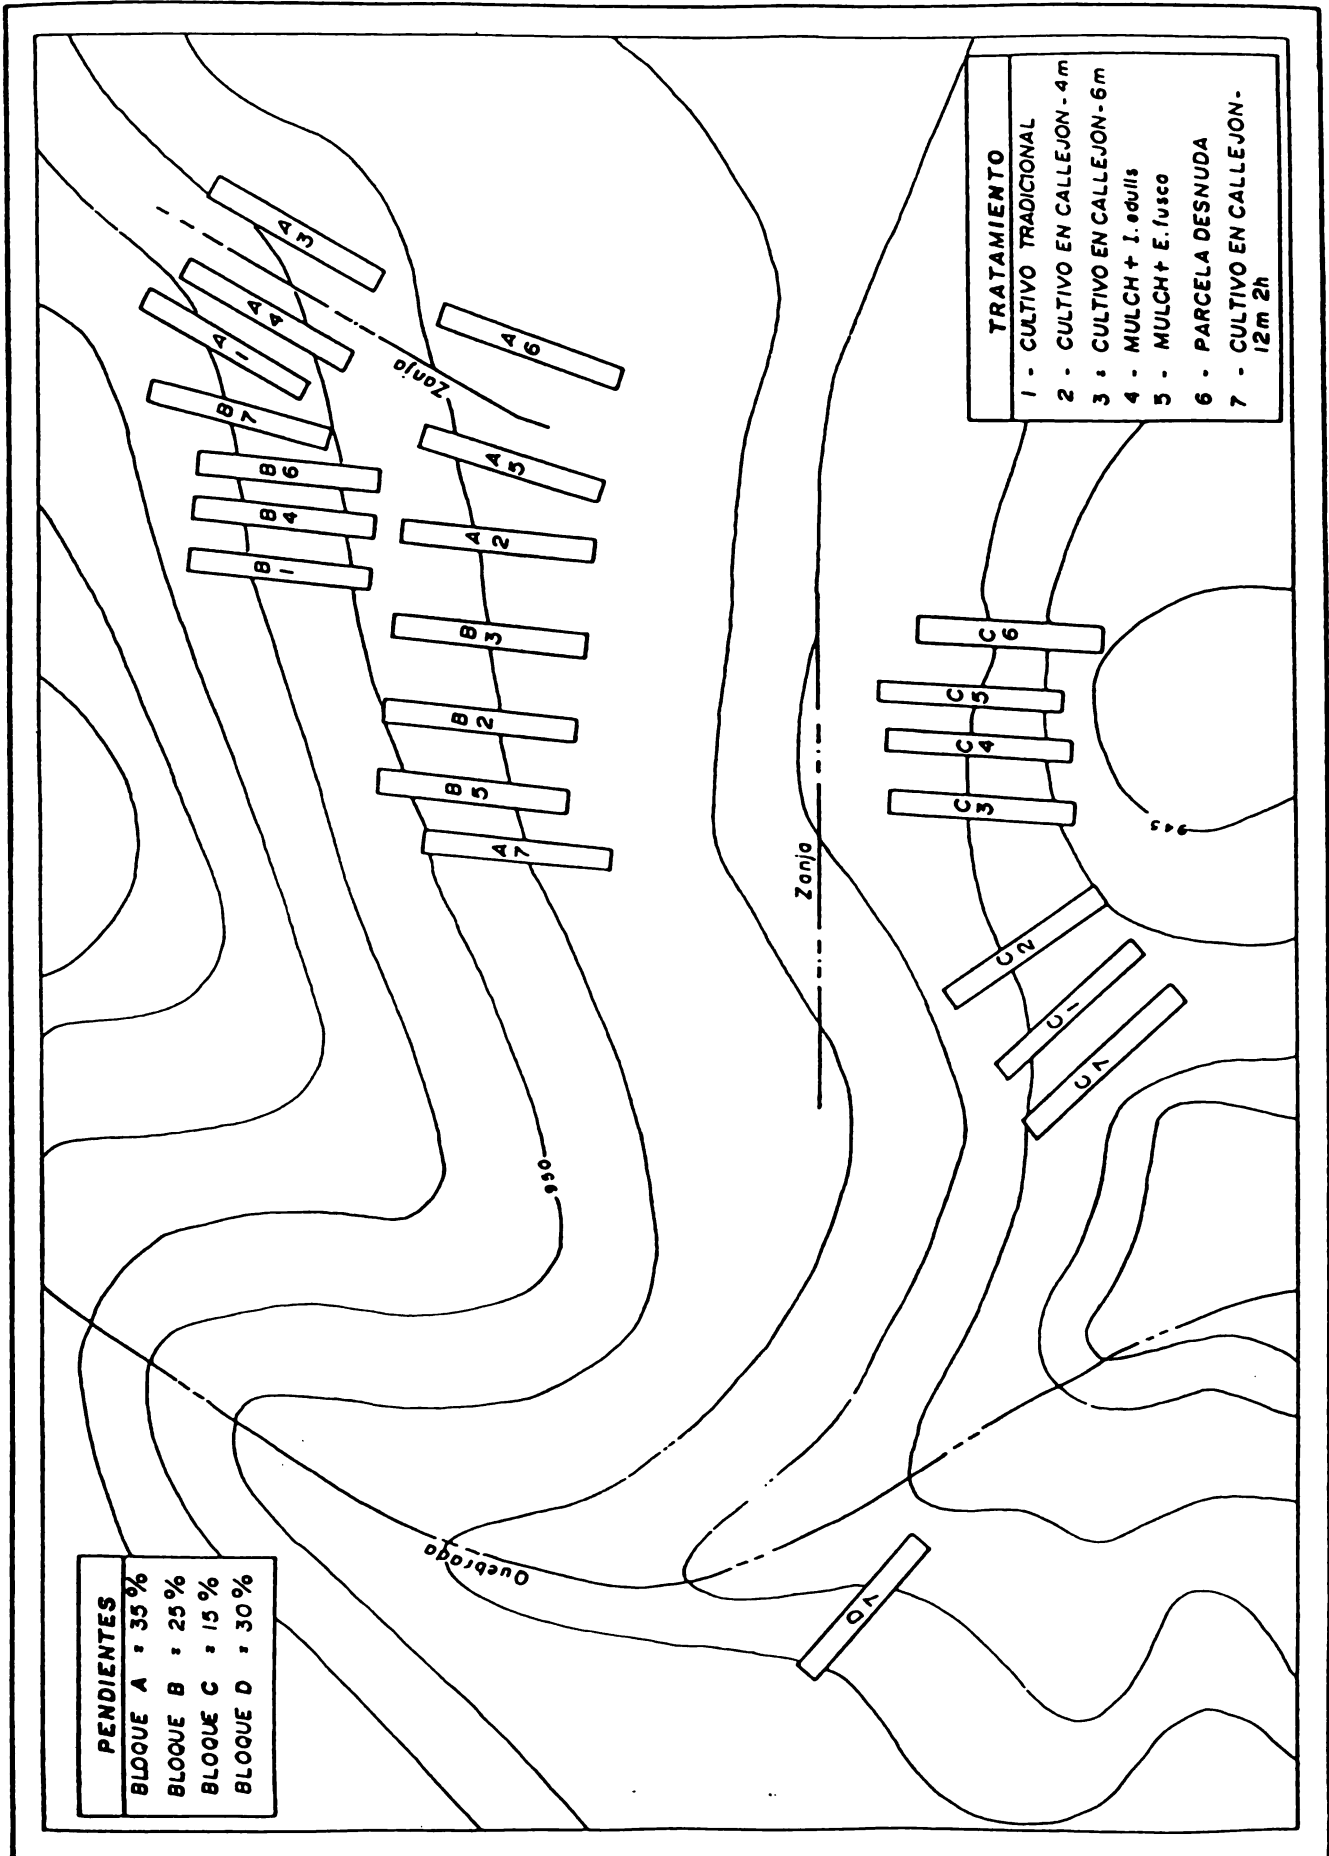 PENDIENTES
BLOQUE A : 35%
BLOQUE B : 25%
BLOQUE C : 15%
BLOQUE D : 30%
A 3
A 4
A 1
B 7
B 6
B 4
B 1
Zanja
A 6
A 5
A 2
B 3
B 2
B 5
A 7
990
Quebrada
Zanja
C 6
C 5
C 4
C 3
C 2
C 1
C 7
7 D
945
TRATAMIENTO
1 - CULTIVO TRADICIONAL
2 - CULTIVO EN CALLEJON - 4m
3 : CULTIVO EN CALLEJON - 6m
4 - MULCH + I. edulis
5 - MULCH + E. fusca
6 - PARCELA DESNUDA
7 - CULTIVO EN CALLEJON -
12m 2h